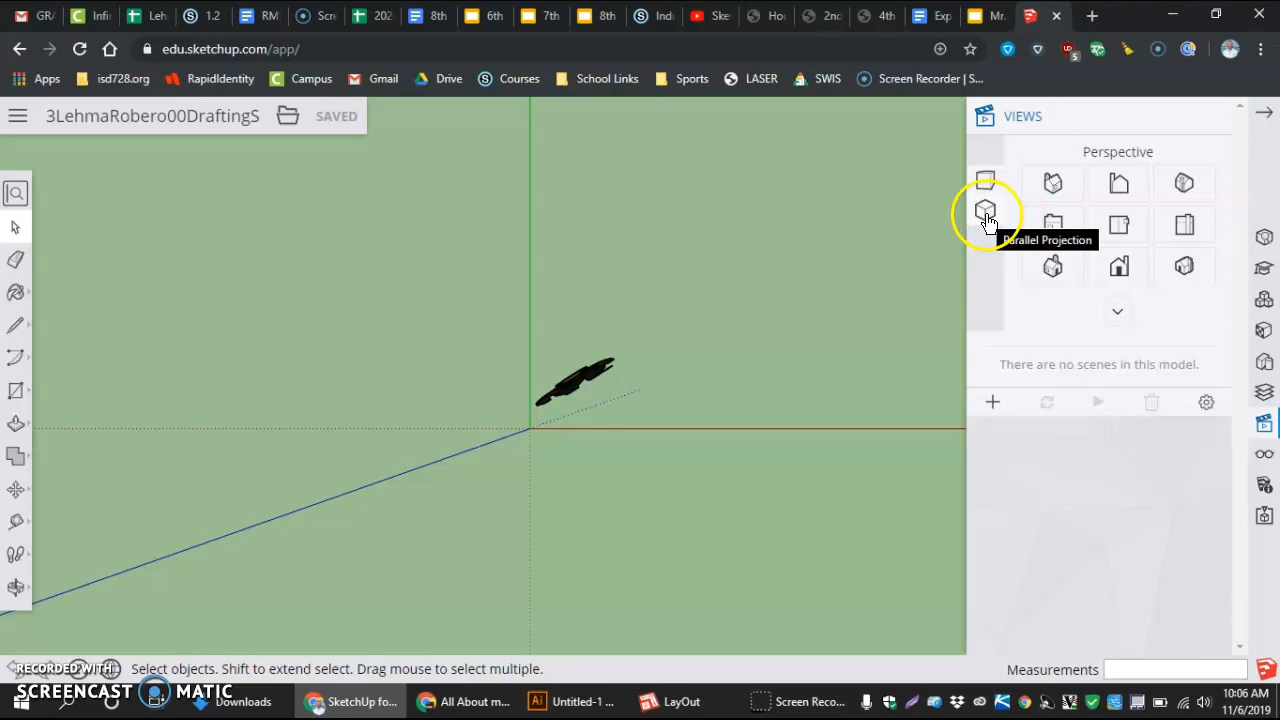 GRA
Infi
Leh
1.2
RM
Scre
202
8th
6th
7th
8th
Ind
Ske
Ho
2nd
4th
Exp
Mr.
edu.sketchup.com/app/
5
Apps
isd728.org
RapidIdentity
Campus
Gmail
Drive
Courses
School Links
Sports
LASER
SWIS
Screen Recorder | S...
3LehmaRobero00DraftingS
SAVED
VIEWS
Perspective
Parallel Projection
There are no scenes in this model.
RECORDED WITH
SCREENCAST MATIC
Select objects. Shift to extend select. Drag mouse to select multiple.
Measurements
Downloads
SketchUp fo...
All About m...
Untitled-1 ...
LayOut
Screen Reco...
10:06 AM
11/6/2019